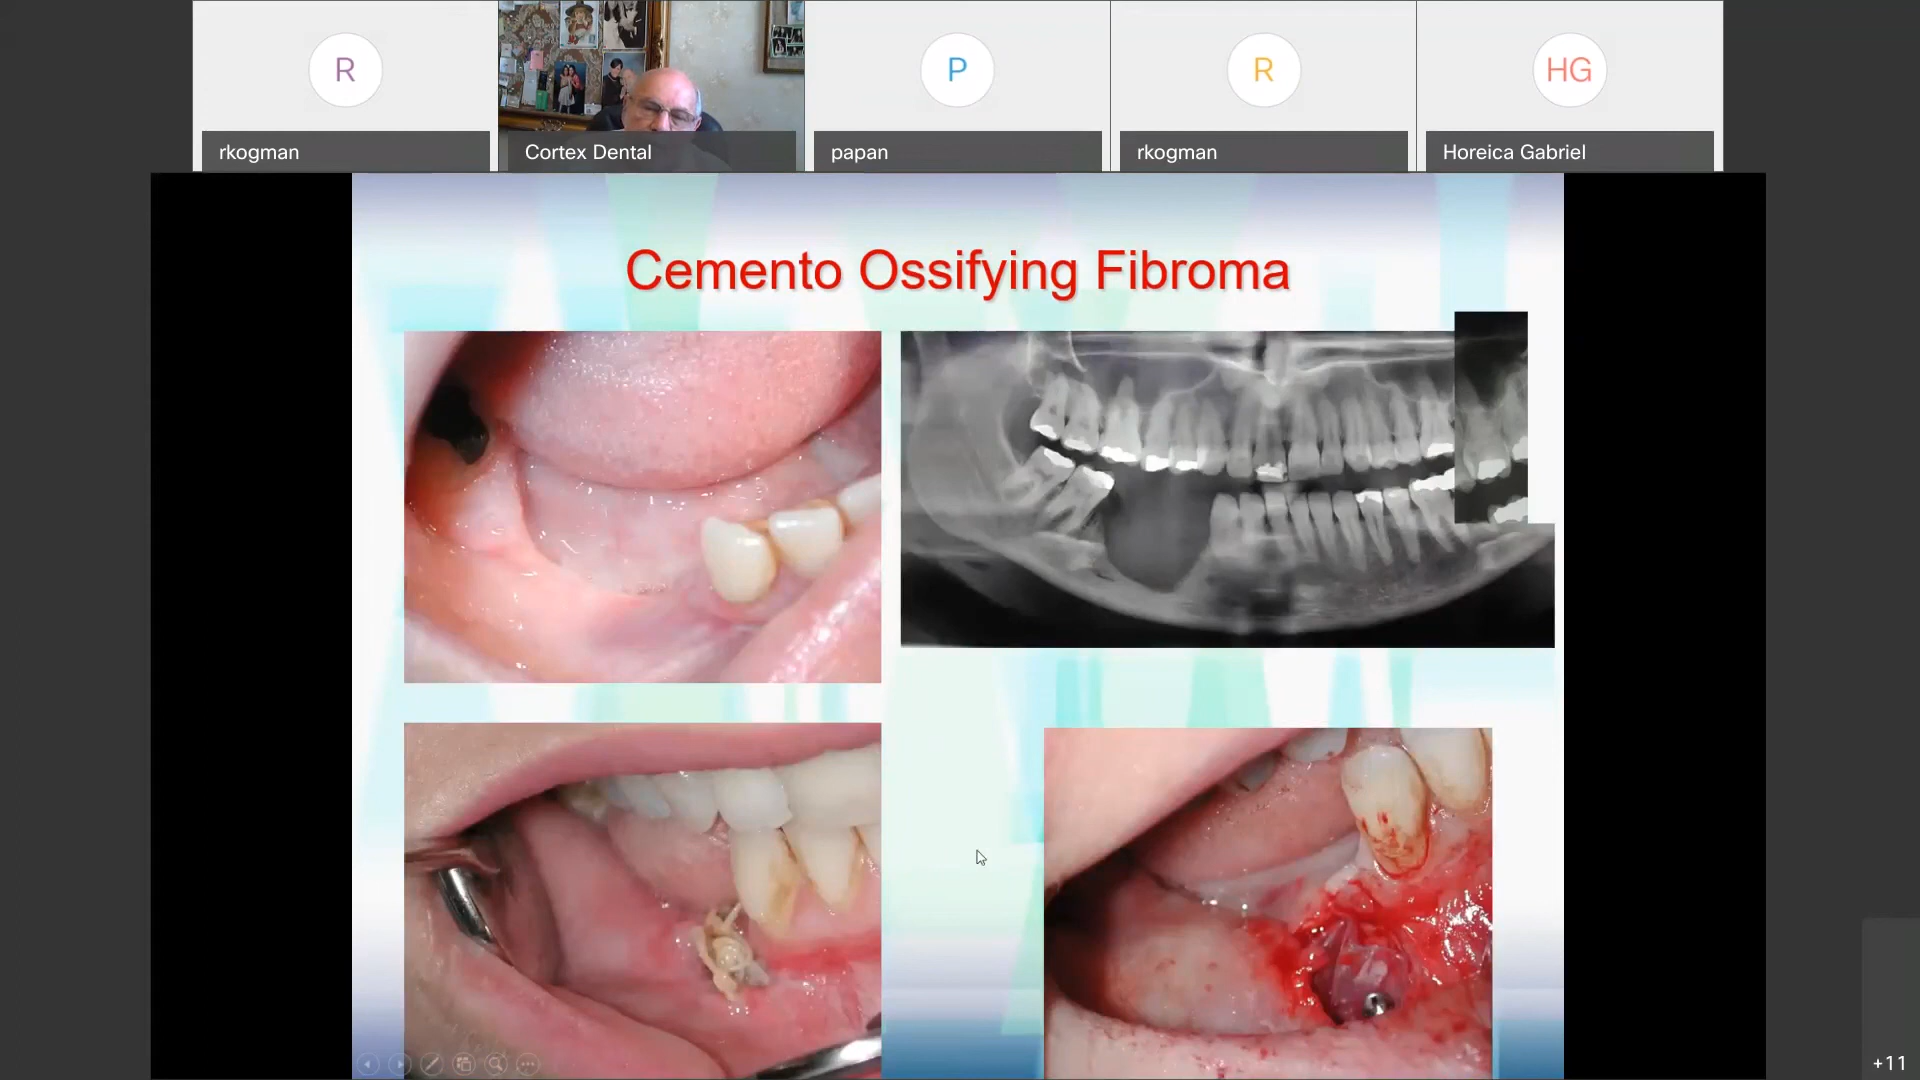 R
P
R
HG
rkogman
Cortex Dental
papan
rkogman
Horeica Gabriel
Cemento Ossifying Fibroma
+11